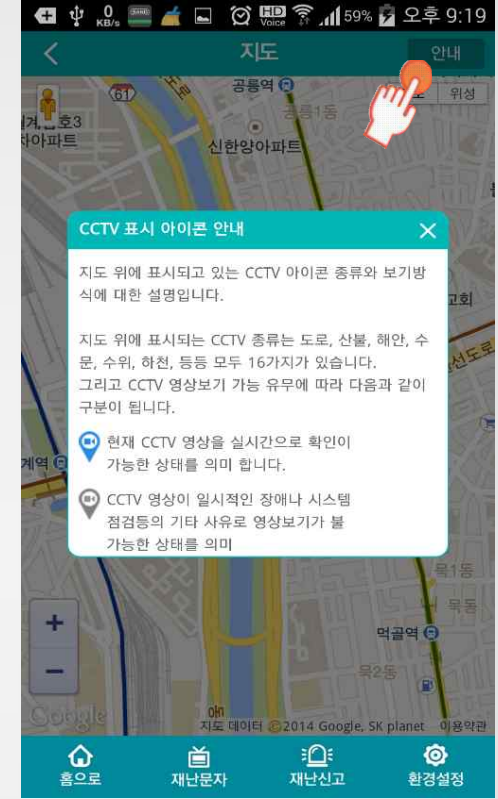 0 KB/s HD Voice 59% 오후 9:19
지도 안내
공릉역
61
위성
공릉1동
신한양아파트
CCTV 표시 아이콘 안내
지도 위에 표시되고 있는 CCTV 아이콘 종류와 보기방
식에 대한 설명입니다.
지도 위에 표시되는 CCTV 종류는 도로, 산불, 해안, 수
문, 수위, 하천, 등등 모두 16가지가 있습니다.
그리고 CCTV 영상보기 가능 유무에 따라 다음과 같이
구분이 됩니다.
현재 CCTV 영상을 실시간으로 확인이
가능한 상태를 의미 합니다.
CCTV 영상이 일시적인 장애나 시스템
점검등의 기타 사유로 영상보기가 불
가능한 상태를 의미
교회
계역
묵1동
묵동
+
먹골역
−
묵2동
Google
지도 데이터 ©2014 Google, SK planet 이용약관
홈으로 재난문자 재난신고 환경설정